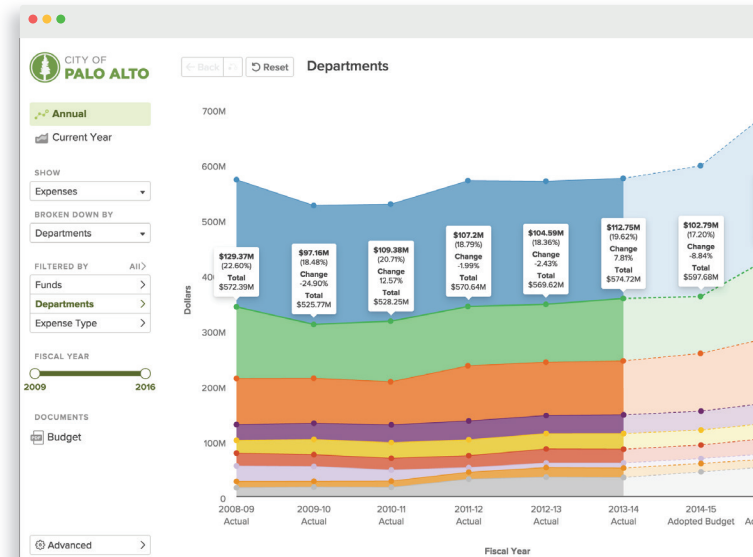 CITY OF
PALO ALTO
Back
Reset
Departments
Annual
Current Year
SHOW
Expenses
BROKEN DOWN BY
Departments
FILTERED BY All
Funds
Departments
Expense Type
FISCAL YEAR
2009 2016
DOCUMENTS
Budget
Advanced
Dollars
700M
600M
500M
300M
200M
100M
0
$129.37M
(22.60%)
Total
$572.39M
$97.16M
(18.48%)
Change
-24.90%
Total
$525.77M
$109.38M
(20.71%)
Change
12.57%
Total
$528.25M
$107.2M
(18.79%)
Change
-1.99%
Total
$570.64M
$104.59M
(18.36%)
Change
-2.43%
Total
$569.62M
$112.75M
(19.62%)
Change
7.81%
Total
$574.72M
$102.79M
(17.20%)
Change
-8.84%
Total
$597.68M
2008-09 2009-10 2010-11 2011-12 2012-13 2013-14 2014-15
Actual Actual Actual Actual Actual Actual Adopted Budget
Fiscal Year